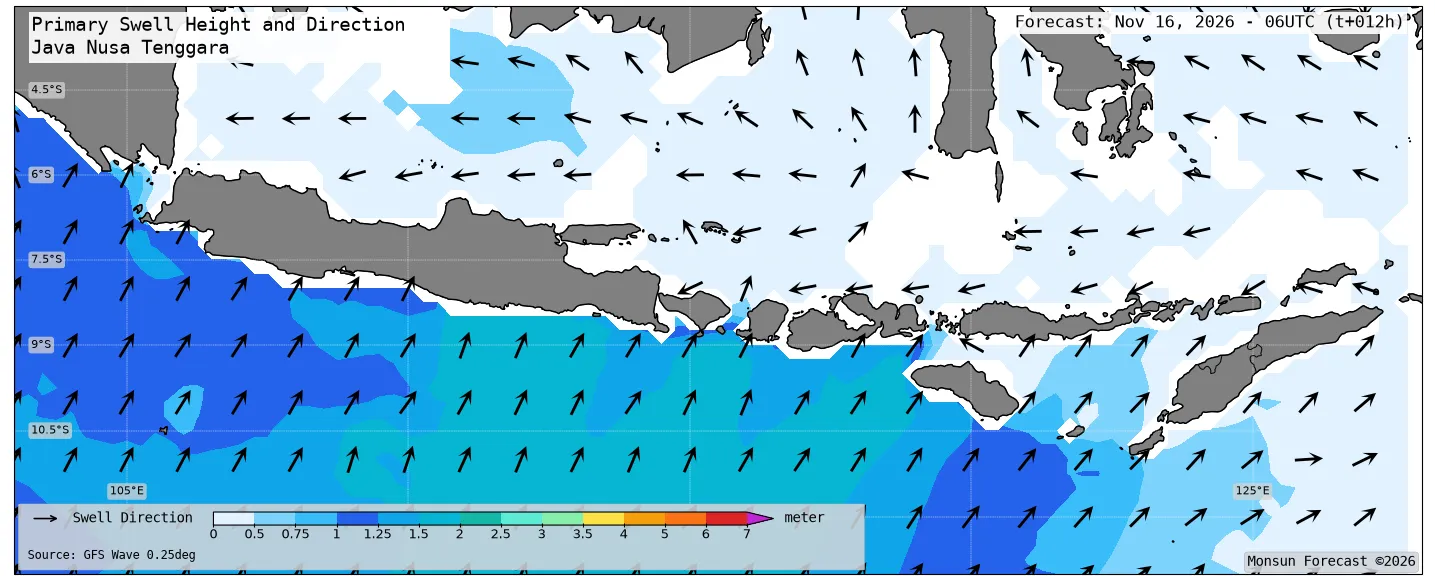 Primary Swell Height and Direction
Java Nusa Tenggara
Forecast: Nov 16, 2026 - 06UTC (t+012h)
4.5°S
6°S
7.5°S
9°S
10.5°S
105°E
125°E
Swell Direction
0 0.5 0.75 1 1.25 1.5 2 2.5 3 3.5 4 5 6 7
meter
Source: GFS Wave 0.25deg
Monsun Forecast ©2026